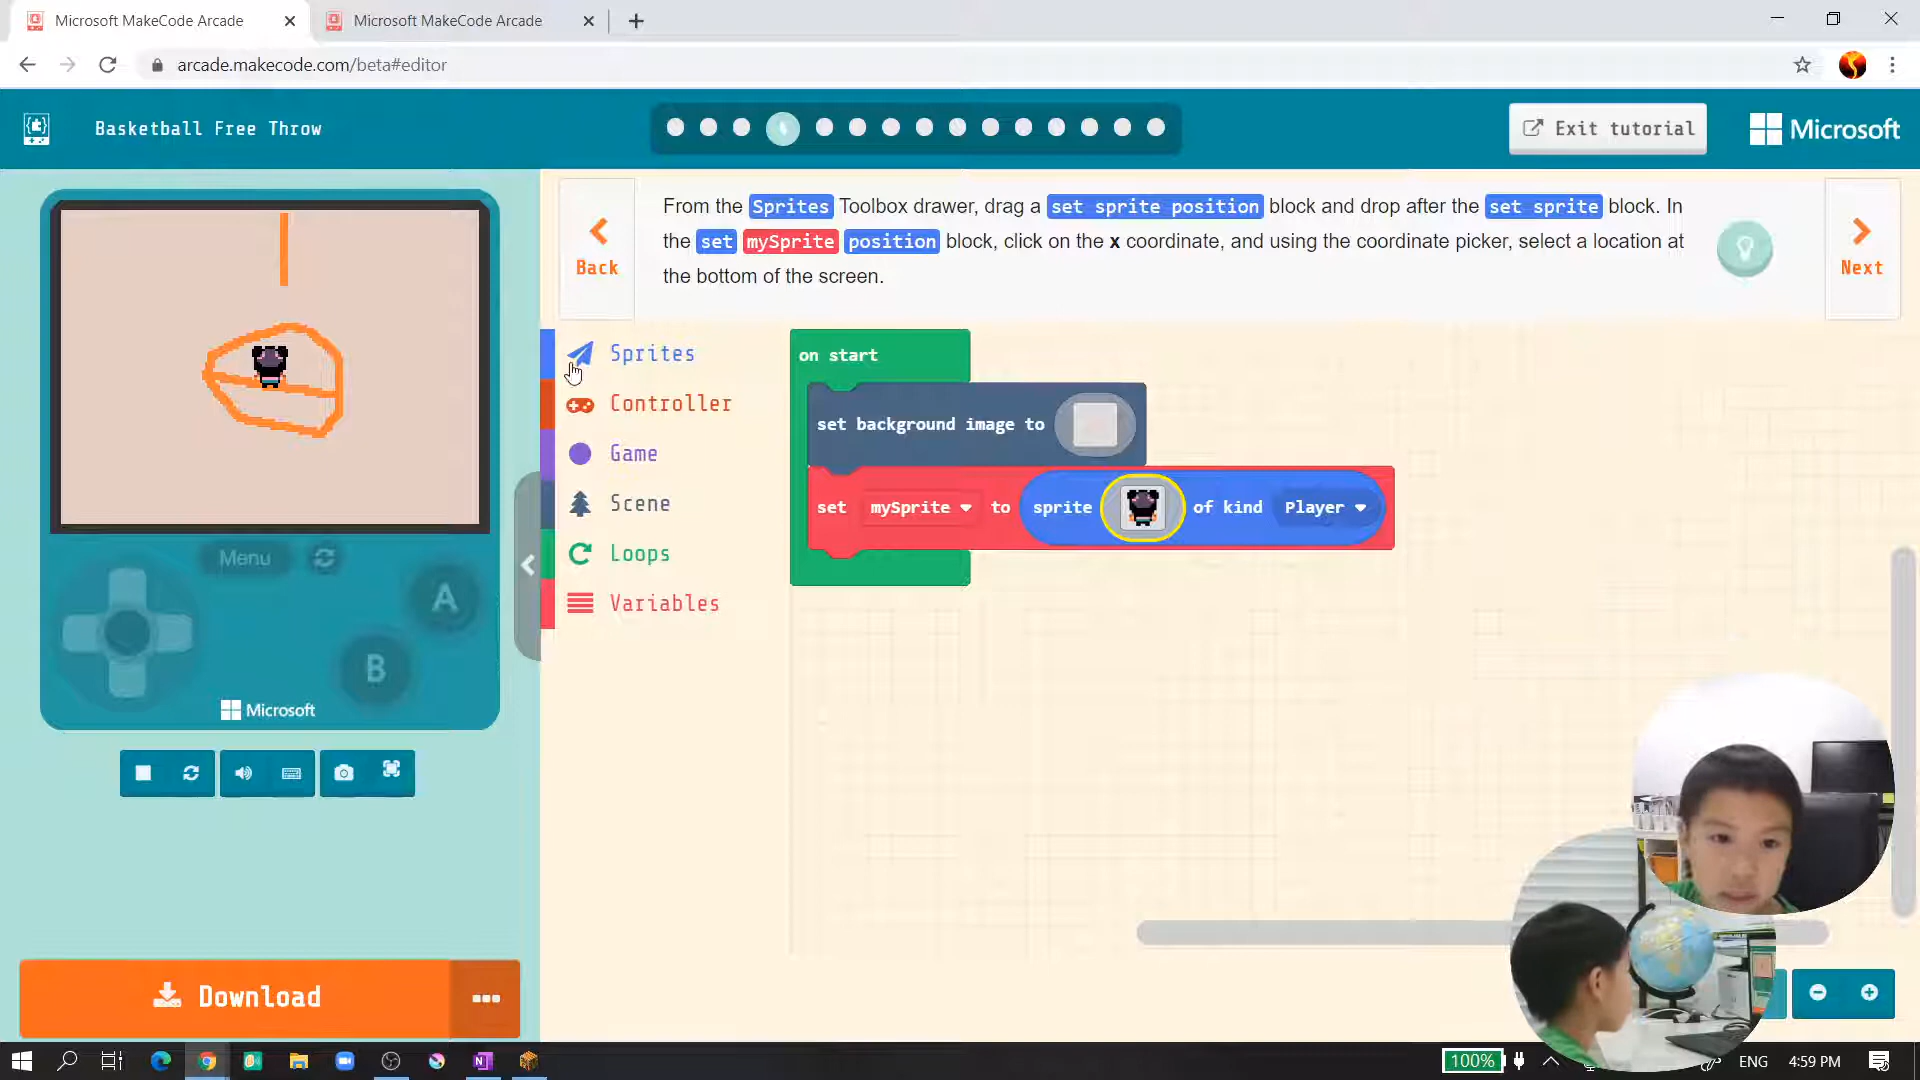 Microsoft MakeCode Arcade
Microsoft MakeCode Arcade
arcade.makecode.com/beta#editor
Basketball Free Throw
Exit tutorial
Microsoft
Back
From the Sprites Toolbox drawer, drag a set sprite position block and drop after the set sprite block. In
the set mySprite position block, click on the x coordinate, and using the coordinate picker, select a location at
the bottom of the screen.
Next
Sprites
Controller
Game
Scene
Loops
Variables
on start
set background image to
set mySprite to sprite of kind Player
Menu
A
B
Microsoft
Download
100%
ENG
4:59 PM